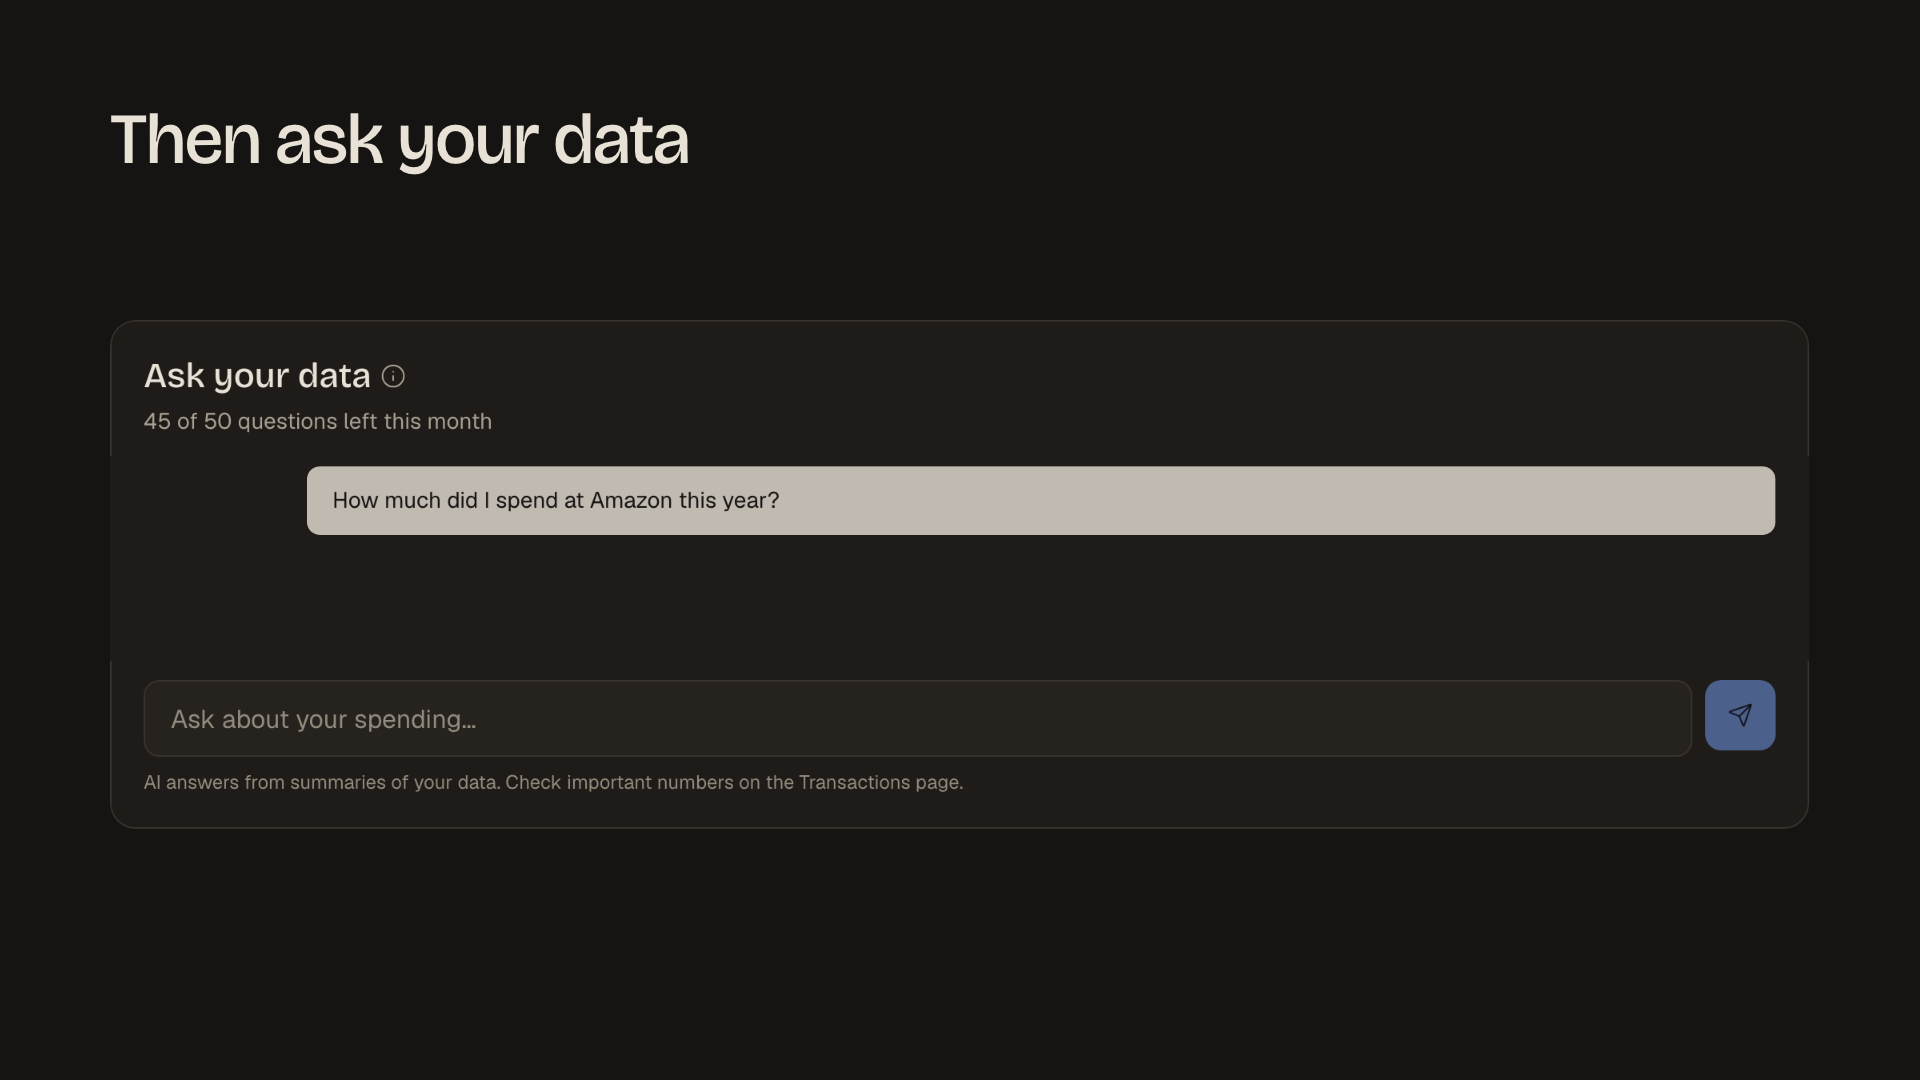 Then ask your data
Ask your data
45 of 50 questions left this month
How much did I spend at Amazon this year?
Ask about your spending...
AI answers from summaries of your data. Check important numbers on the Transactions page.